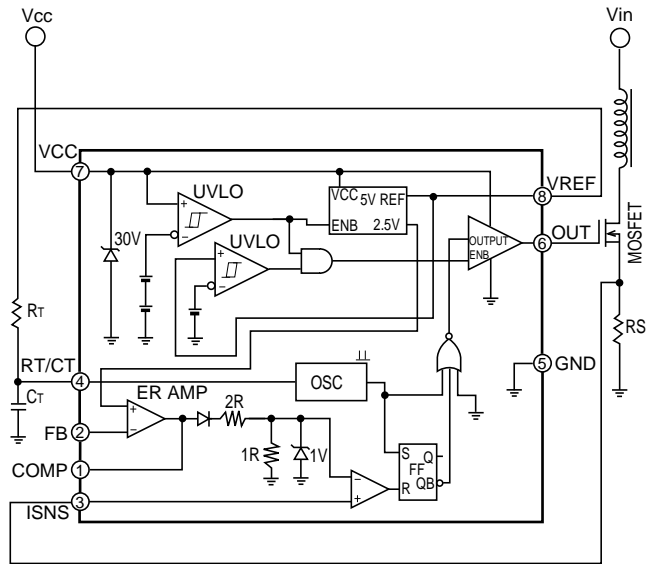 Vcc
Vin
VCC
7
UVLO
VCC 5V REF
ENB 2.5V
8
VREF
30V
UVLO
OUTPUT
ENB
6
OUT
MOSFET
RT
RS
RT/CT
4
OSC
5
GND
CT
ER AMP
2R
FB
2
1R
1V
S Q
FF
R QB
COMP
1
3
ISNS
+
−
+
−
+
−
−
+